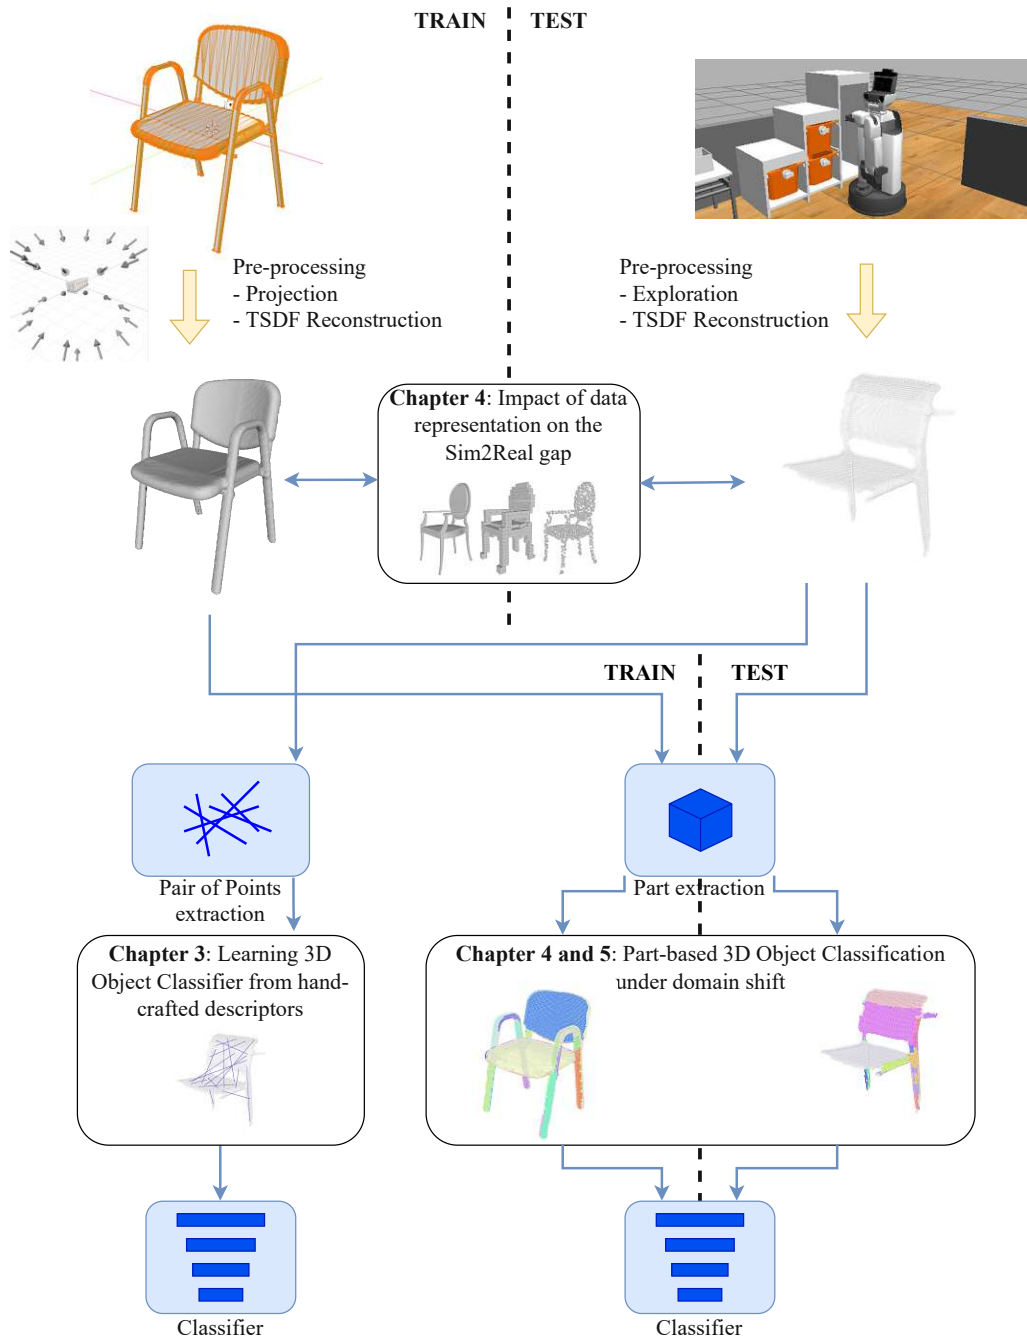 TRAIN
TEST
Pre-processing
- Projection
- TSDF Reconstruction
Pre-processing
- Exploration
- TSDF Reconstruction
Chapter 4: Impact of data
representation on the
Sim2Real gap
TRAIN
TEST
Pair of Points
extraction
Part extraction
Chapter 3: Learning 3D
Object Classifier from hand-
crafted descriptors
Chapter 4 and 5: Part-based 3D Object Classification
under domain shift
Classifier
Classifier